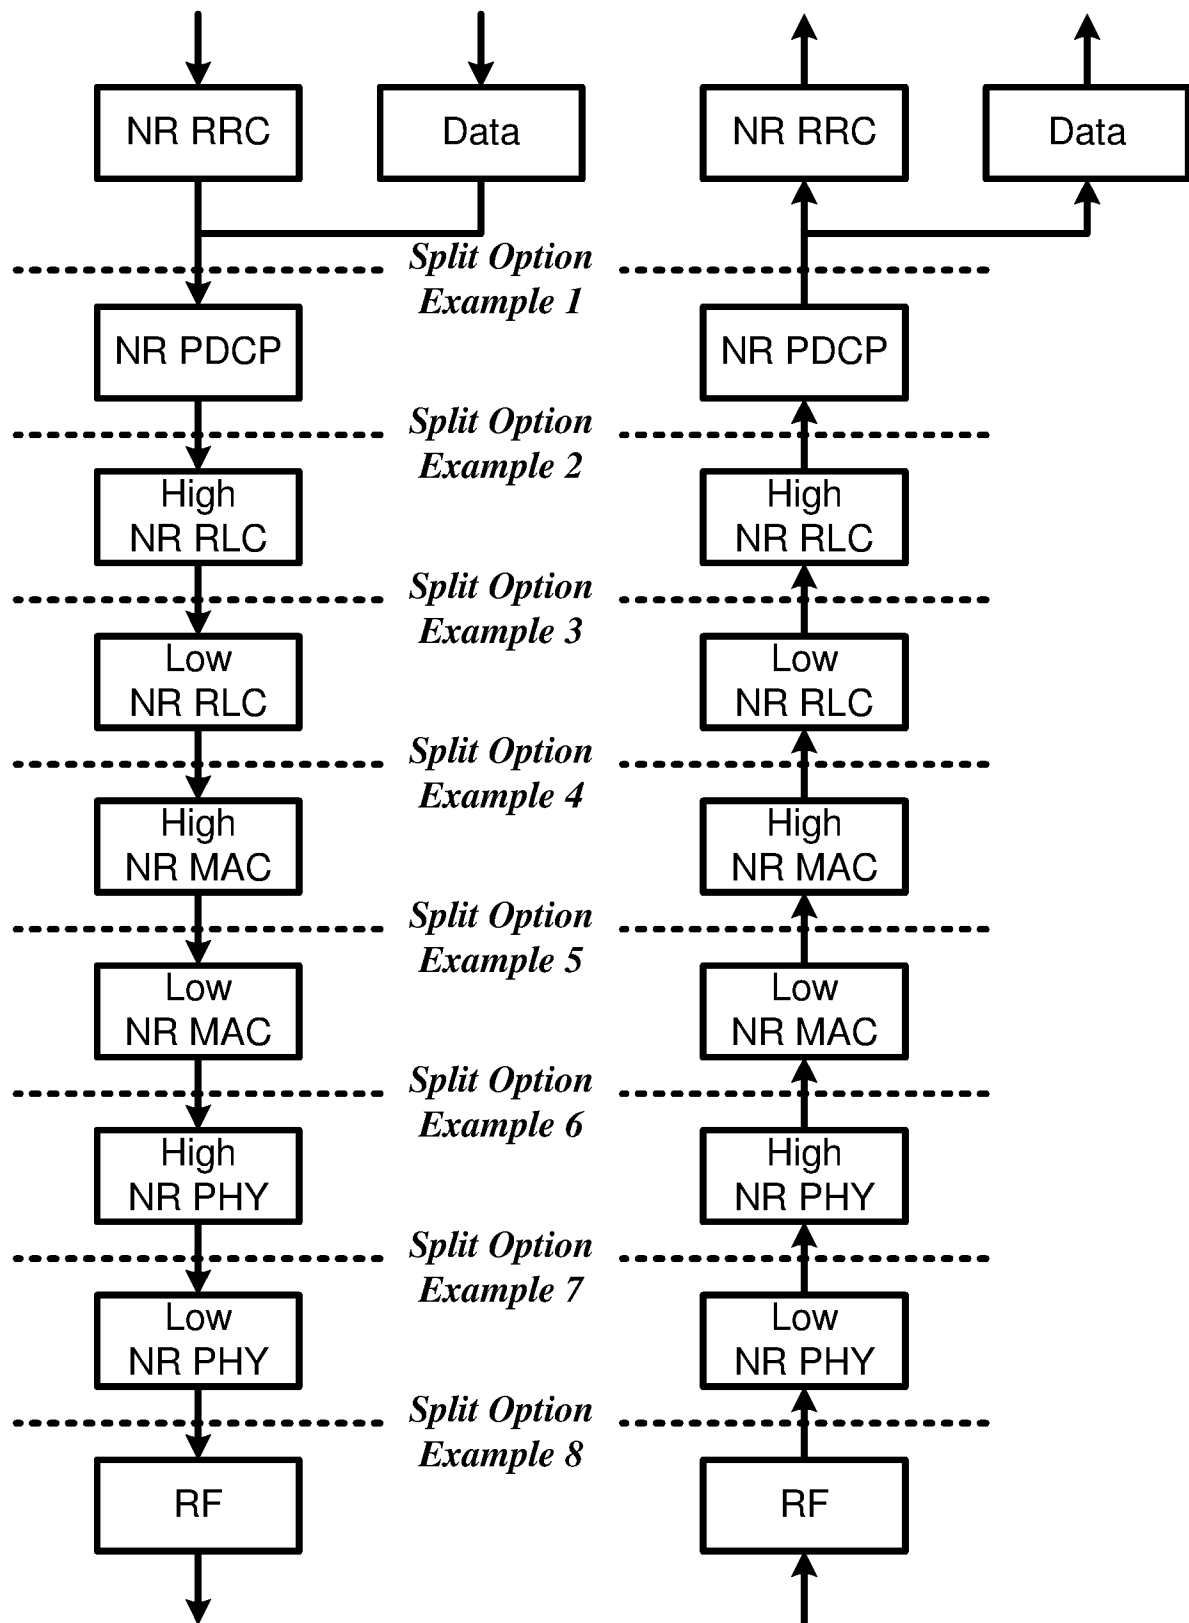 NR RRC
Data
NR RRC
Data
Split Option
Example 1
NR PDCP
NR PDCP
Split Option
Example 2
High
NR RLC
High
NR RLC
Split Option
Example 3
Low
NR RLC
Low
NR RLC
Split Option
Example 4
High
NR MAC
High
NR MAC
Split Option
Example 5
Low
NR MAC
Low
NR MAC
Split Option
Example 6
High
NR PHY
High
NR PHY
Split Option
Example 7
Low
NR PHY
Low
NR PHY
Split Option
Example 8
RF
RF